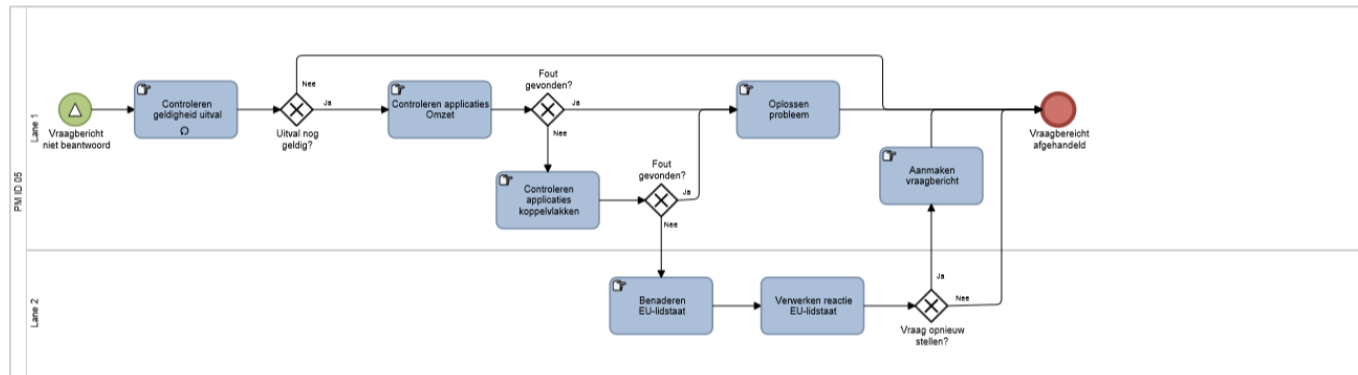 PM ID 05
Lane 1
Vraagbericht
niet beantwoord
Controleren
geldigheid uitval
Uitval nog
geldig?
Nee
Ja
Controleren applicaties
Omzet
Fout
gevonden?
Ja
Nee
Controleren
applicaties
koppelvlakken
Fout
gevonden?
Ja
Nee
Oplossen
probleem
Aanmaken
vraagbericht
Vraagbereicht
afgehandeld
Lane 2
Benaderen
EU-lidstaat
Verwerken reactie
EU-lidstaat
Vraag opnieuw
stellen?
Ja
Nee